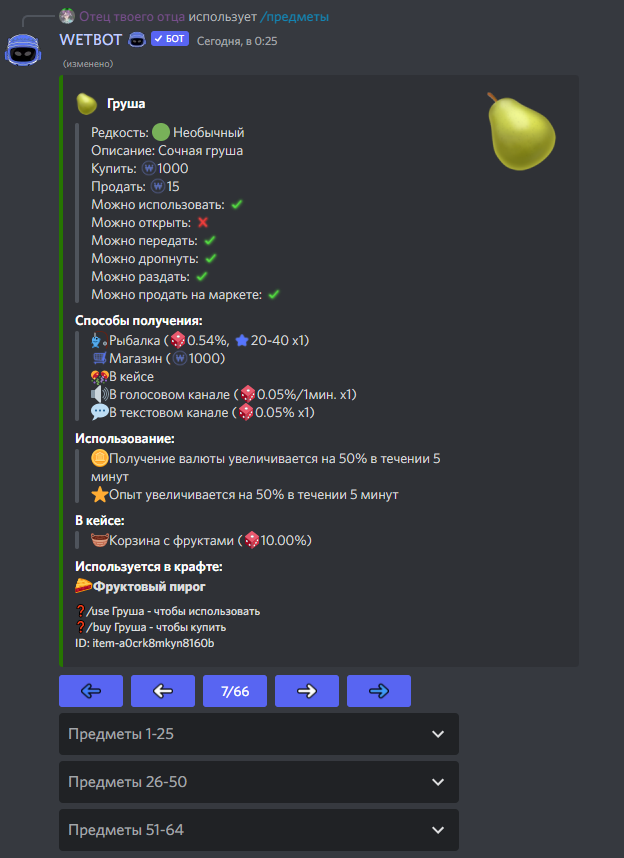 Отец твоего отца использует /предметы
WETBOT ✓ БОТ Сегодня, в 0:25
(изменено)
Груша
Редкость: Необычный
Описание: Сочная груша
Купить: W1000
Продать: W15
Можно использовать:
Можно открыть:
Можно передать:
Можно дропнуть:
Можно раздать:
Можно продать на маркете:
Способы получения:
Рыбалка (0.54%, 20-40 x1)
Магазин (W1000)
В кейсе
В голосовом канале (0.05%/1мин. x1)
В текстовом канале (0.05% x1)
Использование:
Получение валюты увеличивается на 50% в течении 5
минут
Опыт увеличивается на 50% в течении 5 минут
В кейсе:
Корзина с фруктами (10.00%)
Используется в крафте:
Фруктовый пирог
❓/use Груша - чтобы использовать
❓/buy Груша - чтобы купить
ID: item-a0crk8mkyn8160b
7/66
Предметы 1-25
Предметы 26-50
Предметы 51-64